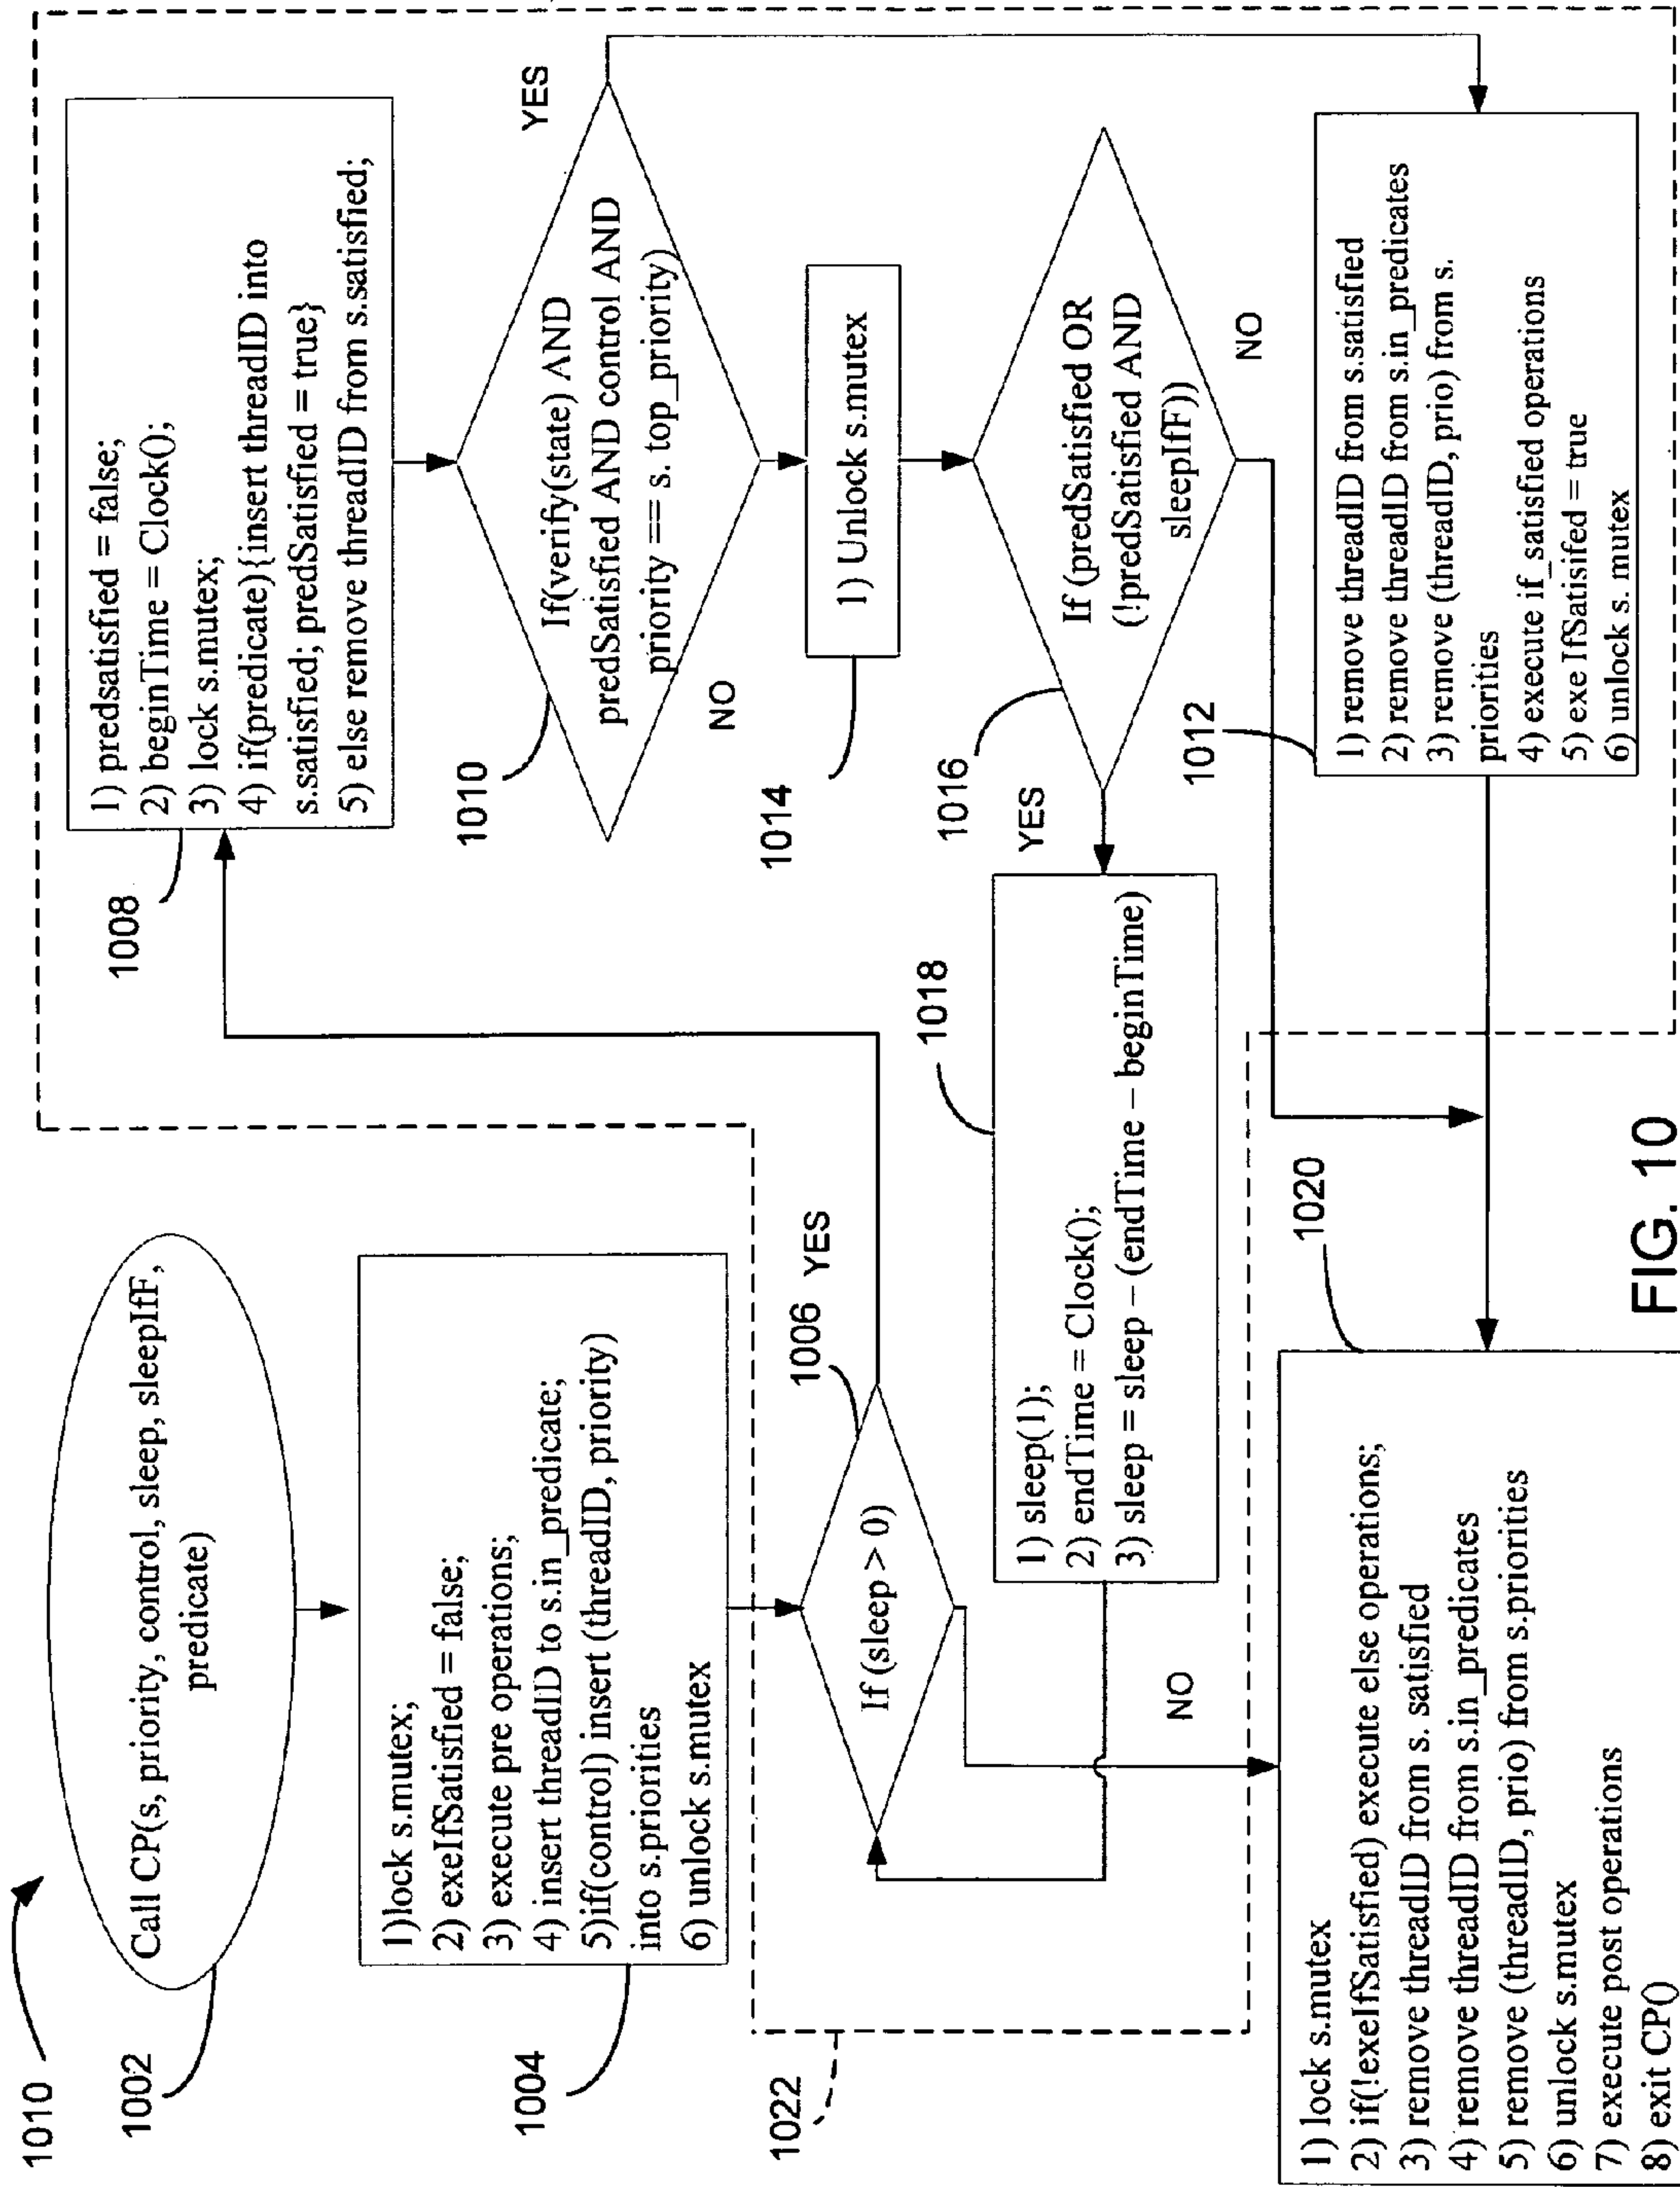 1010
1002
Call CP(s, priority, control, sleep, sleepIfF,
predicate)
1004
1)lock s.mutex;
2) exeIfSatisfied = false;
3) execute pre operations;
4) insert threadID to s.in_predicate;
5)if(control) insert (threadID, priority)
into s.priorities
6) unlock s.mutex
1006
YES
If (sleep > 0)
NO
1008
1) predsatisfied = false;
2) beginTime = Clock();
3) lock s.mutex;
4) if(predicate){insert threadID into
s.satisfied; predSatisfied = true}
5) else remove threadID from s.satisfied;
1010
If(verify(state) AND
predSatisfied AND control AND
priority == s. top_priority)
YES
NO
1014
1) Unlock s.mutex
1016
If (predSatisfied OR
(!predSatisfied AND
sleepIfF))
YES
NO
1012
1) remove threadID from s.satisfied
2) remove threadID from s.in_predicates
3) remove (threadID, prio) from s.
priorities
4) execute if_satisfied operations
5) exe IfSatisifed = true
6) unlock s. mutex
1018
1) sleep(1);
2) endTime = Clock();
3) sleep = sleep – (endTime – beginTime)
1022
1020
1) lock s.mutex
2) if(!exeIfSatisfied) execute else operations;
3) remove threadID from s. satisfied
4) remove threadID from s.in_predicates
5) remove (threadID, prio) from s.priorities
6) unlock s.mutex
7) execute post operations
8) exit CP()
FIG. 10